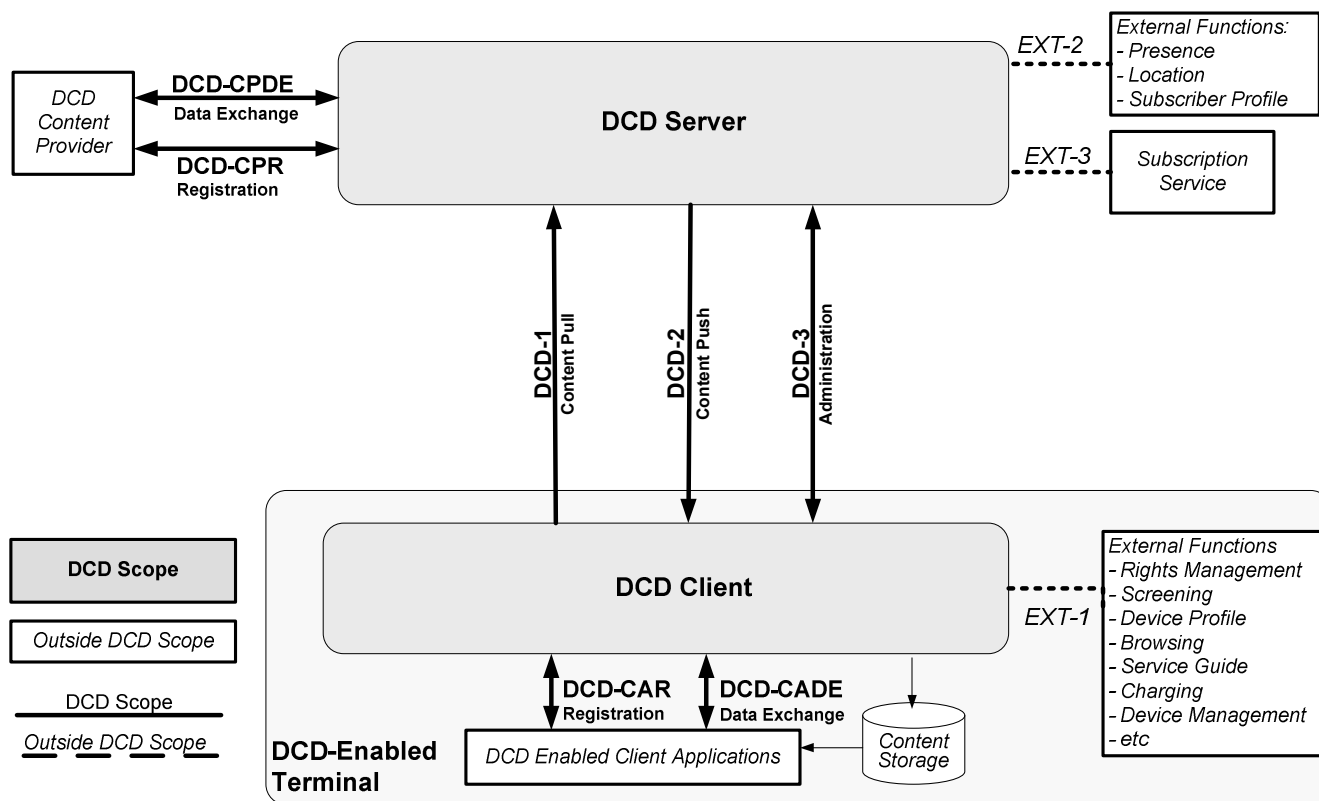 EXT-2
External Functions:
- Presence
- Location
- Subscriber Profile
DCD
Content
Provider
DCD-CPDE
Data Exchange
DCD-CPR
Registration
DCD Server
EXT-3
Subscription
Service
DCD-1
Content Pull
DCD-2
Content Push
DCD-3
Administration
DCD Scope
Outside DCD Scope
DCD Scope
Outside DCD Scope
DCD Client
EXT-1
External Functions
- Rights Management
- Screening
- Device Profile
- Browsing
- Service Guide
- Charging
- Device Management
- etc
DCD-CAR
Registration
DCD-CADE
Data Exchange
DCD-Enabled
Terminal
DCD Enabled Client Applications
Content
Storage